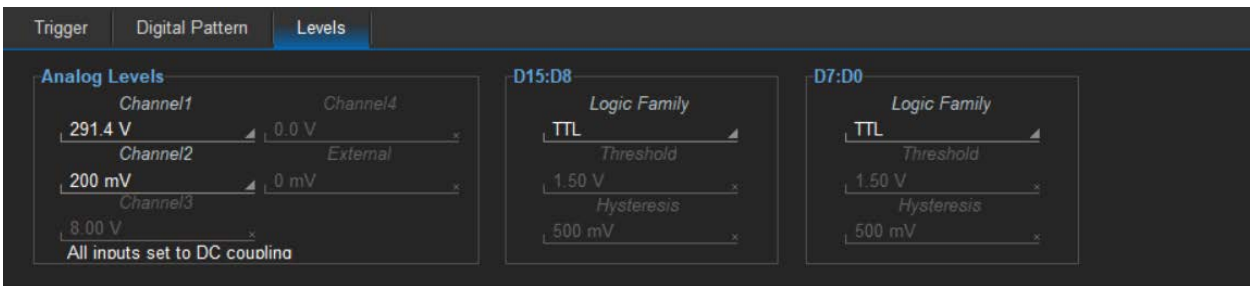 Trigger Digital Pattern Levels
Analog Levels
Channel1 Channel4
291.4 V 0.0 V
Channel2 External
200 mV 0 mV
Channel3
8.00 V
All inputs set to DC coupling
D15:D8
Logic Family
TTL
Threshold
1.50 V
Hysteresis
500 mV
D7:D0
Logic Family
TTL
Threshold
1.50 V
Hysteresis
500 mV